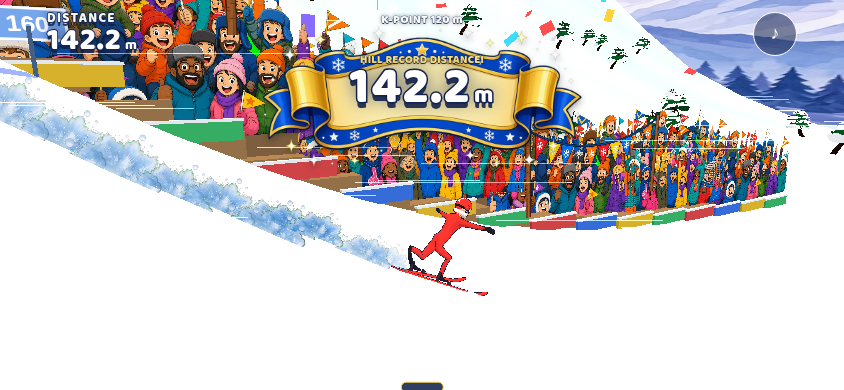 160
DISTANCE
142.2 m
K-POINT 120 m
HILL RECORD DISTANCE!
142.2 m